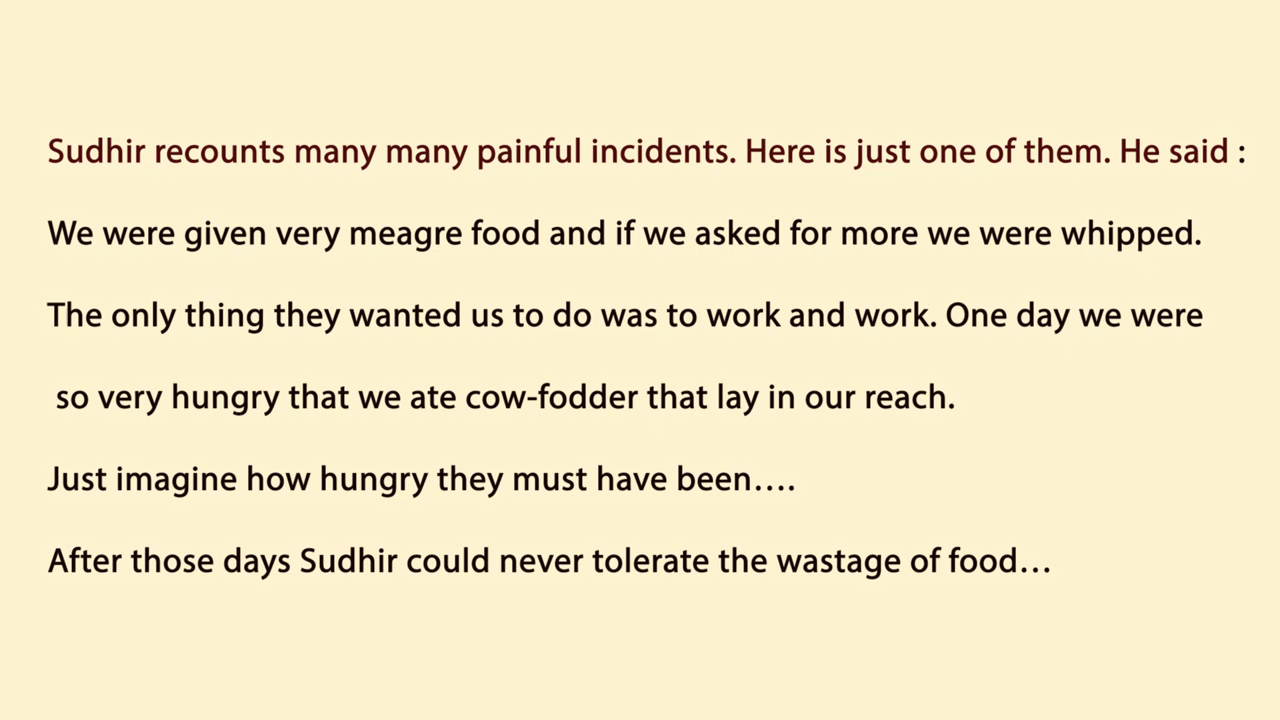 Sudhir recounts many many painful incidents. Here is just one of them. He said :
We were given very meagre food and if we asked for more we were whipped.
The only thing they wanted us to do was to work and work. One day we were
so very hungry that we ate cow-fodder that lay in our reach.
Just imagine how hungry they must have been….
After those days Sudhir could never tolerate the wastage of food…